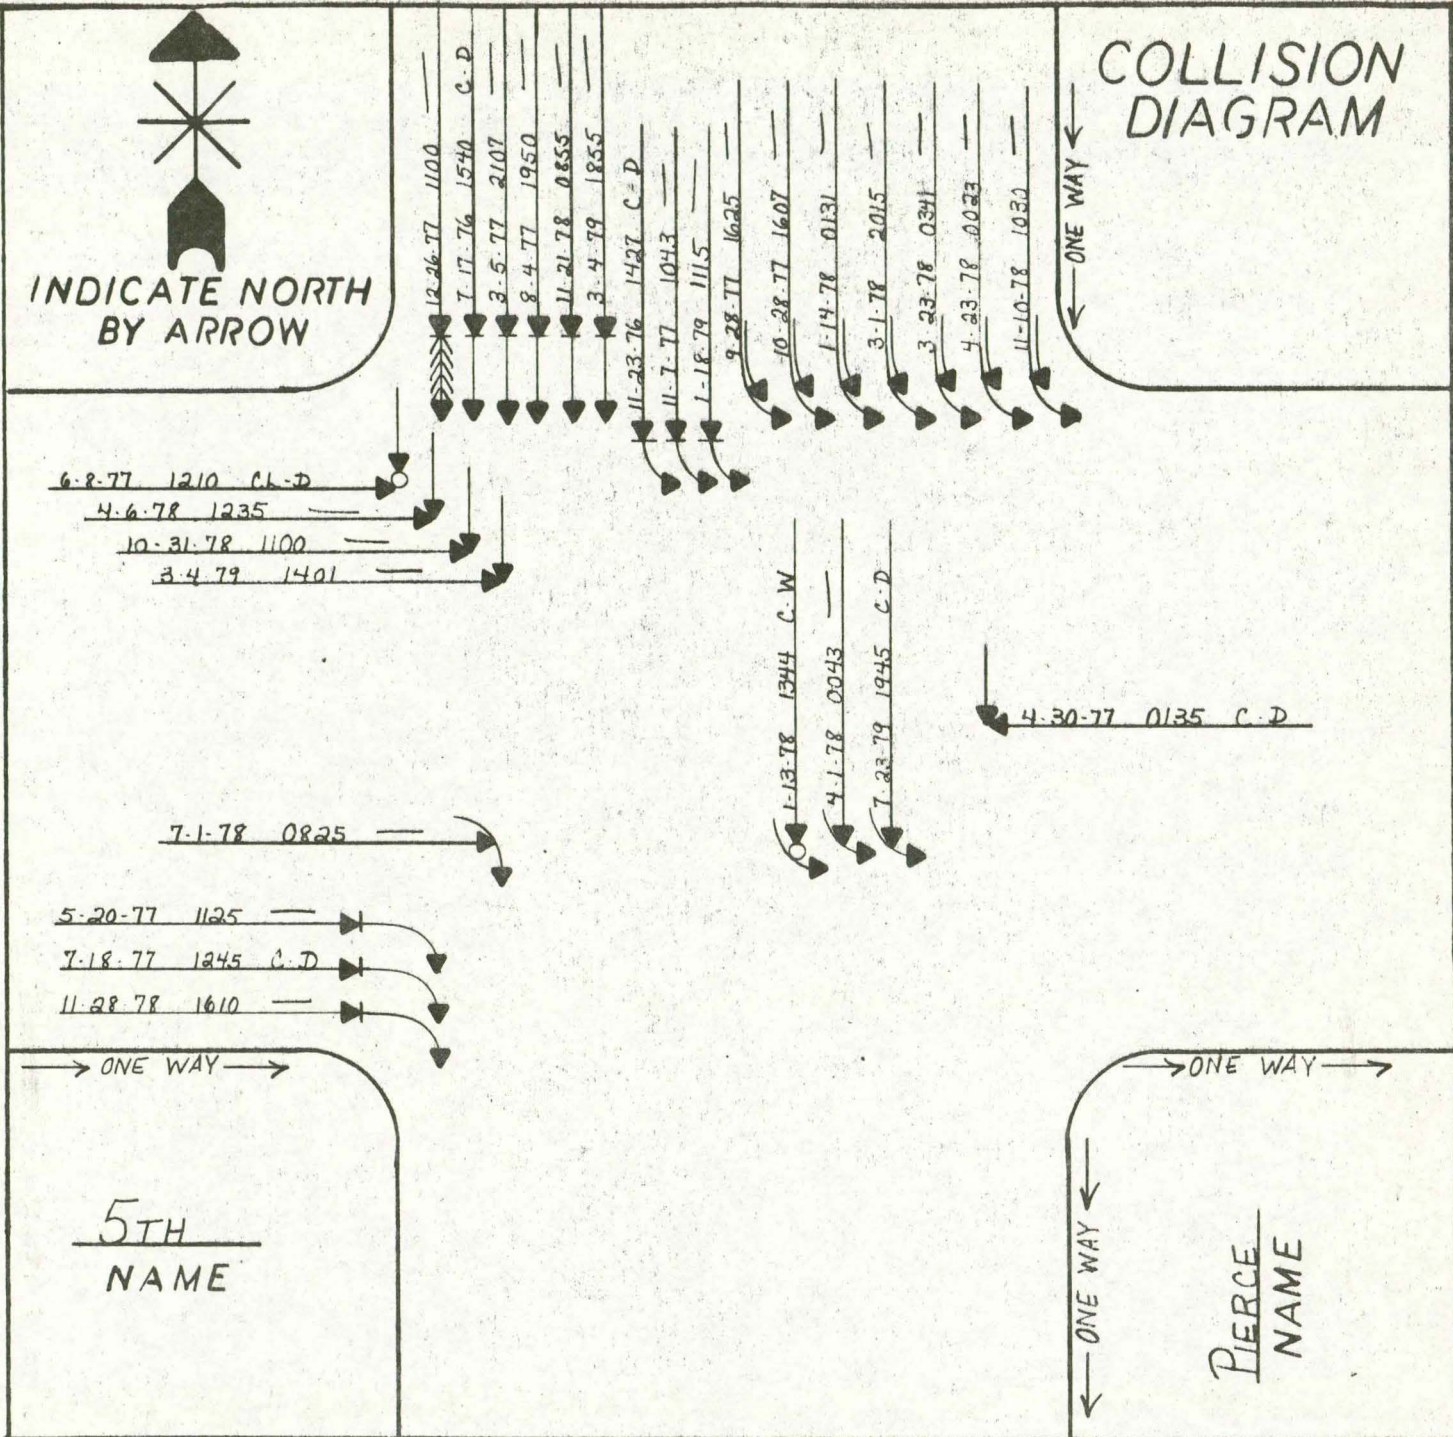 COLLISION
DIAGRAM
INDICATE NORTH
BY ARROW
12-26-77 1100 —
7-17-76 1540 C-D
3-5-77 2107 —
8-4-77 1950 —
11-21-78 0855 —
3-4-79 1855 —
11-23-76 1427 C-D
11-7-77 1043 —
1-18-79 1115 —
9-28-77 1625 —
10-28-77 1607 —
1-14-78 0131 —
3-1-78 2015 —
3-23-78 0341 —
4-23-78 0023 —
11-10-78 1030 —
ONE WAY
6-8-77 1210 CL-D
4-6-78 1235 —
10-31-78 1100 —
3-4-79 1401 —
1-13-78 1344 C-W
4-1-78 0043 —
7-23-79 1945 C-D
4-30-77 0135 C-D
7-1-78 0825 —
5-20-77 1125 —
7-18-77 1245 C-D
11-28-78 1610 —
ONE WAY
ONE WAY
5TH
NAME
ONE WAY
PIERCE
NAME